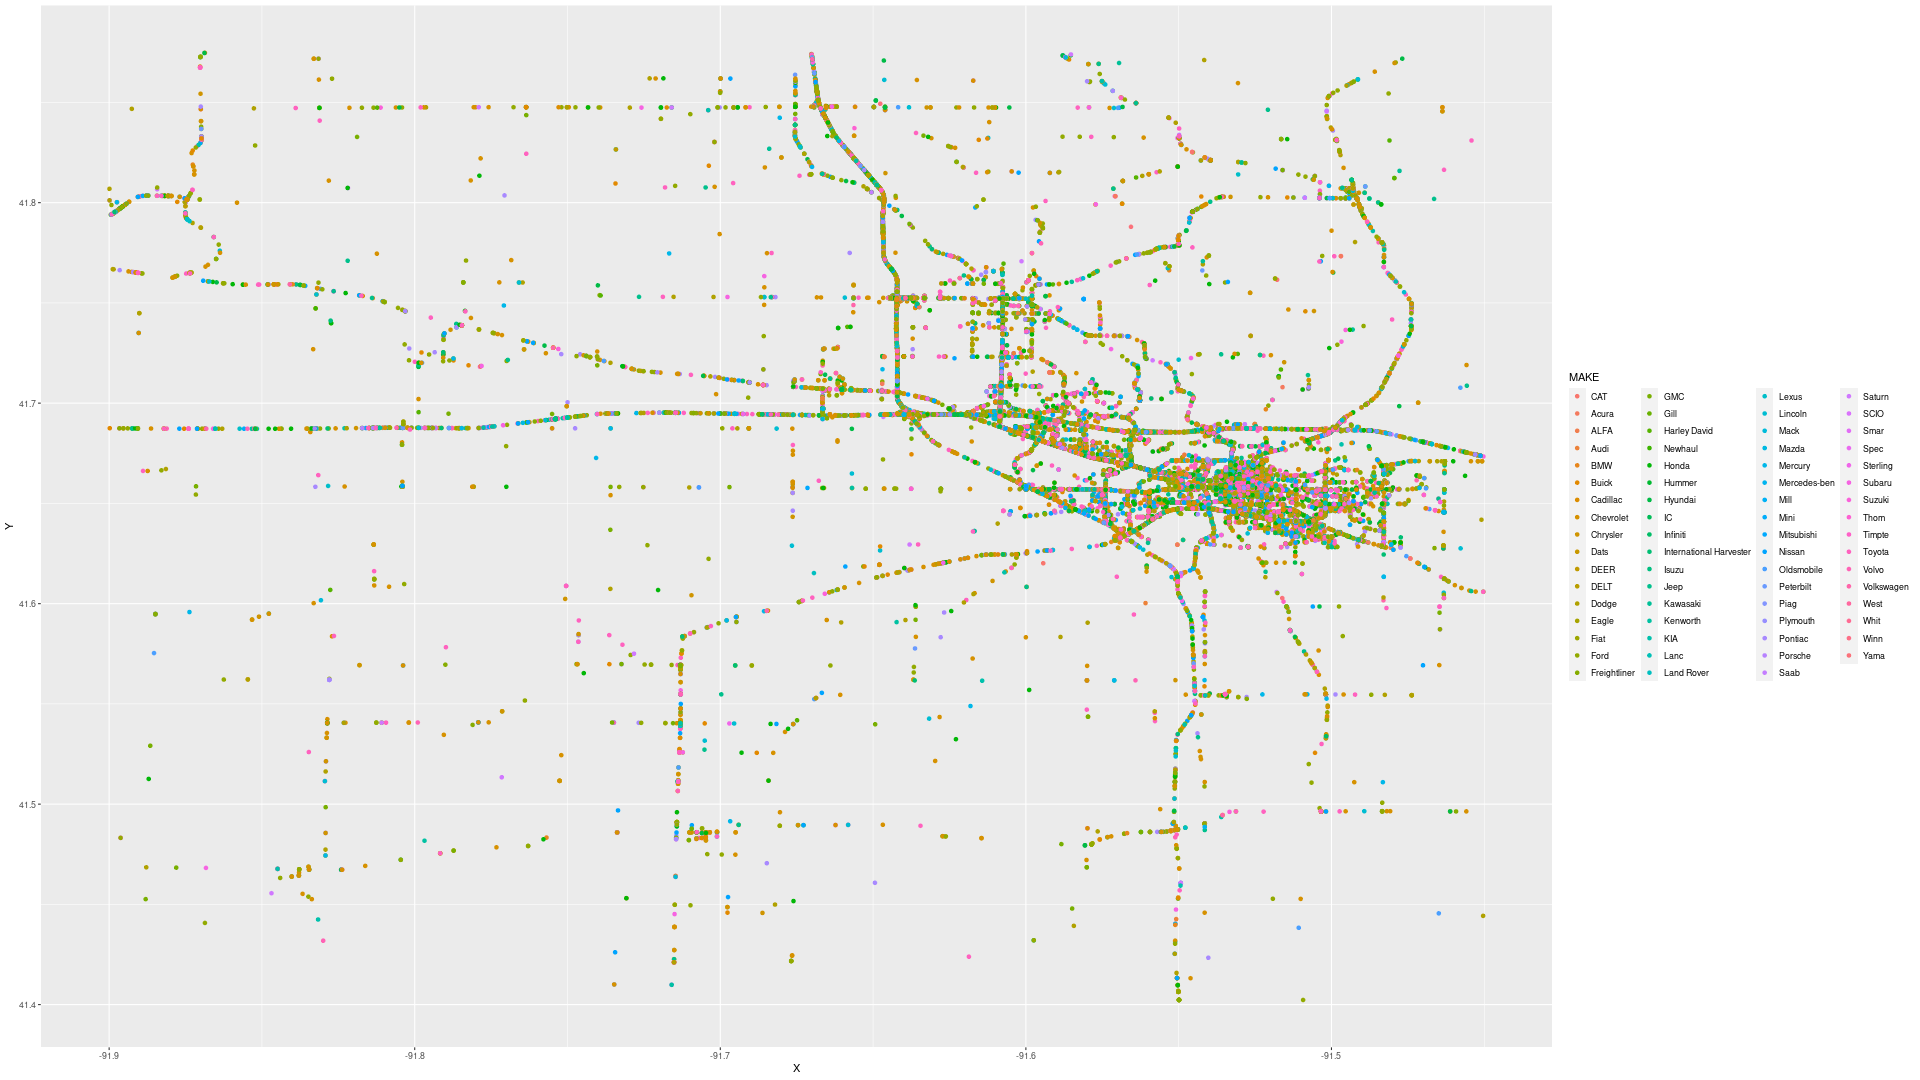 41.8
41.7
41.6
41.5
41.4
Y
-91.9
-91.8
-91.7
-91.6
-91.5
X
MAKE
CAT
Acura
ALFA
Audi
BMW
Buick
Cadillac
Chevrolet
Chrysler
Dats
DEER
DELT
Dodge
Eagle
Fiat
Ford
Freightliner
GMC
Gill
Harley David
Newhaul
Honda
Hummer
Hyundai
IC
Infiniti
International Harvester
Isuzu
Jeep
Kawasaki
Kenworth
KIA
Lanc
Land Rover
Lexus
Lincoln
Mack
Mazda
Mercury
Mercedes-ben
Mill
Mini
Mitsubishi
Nissan
Oldsmobile
Peterbilt
Piag
Plymouth
Pontiac
Porsche
Saab
Saturn
SCIO
Smar
Spec
Sterling
Subaru
Suzuki
Thom
Timpte
Toyota
Volvo
Volkswagen
West
Whit
Winn
Yama